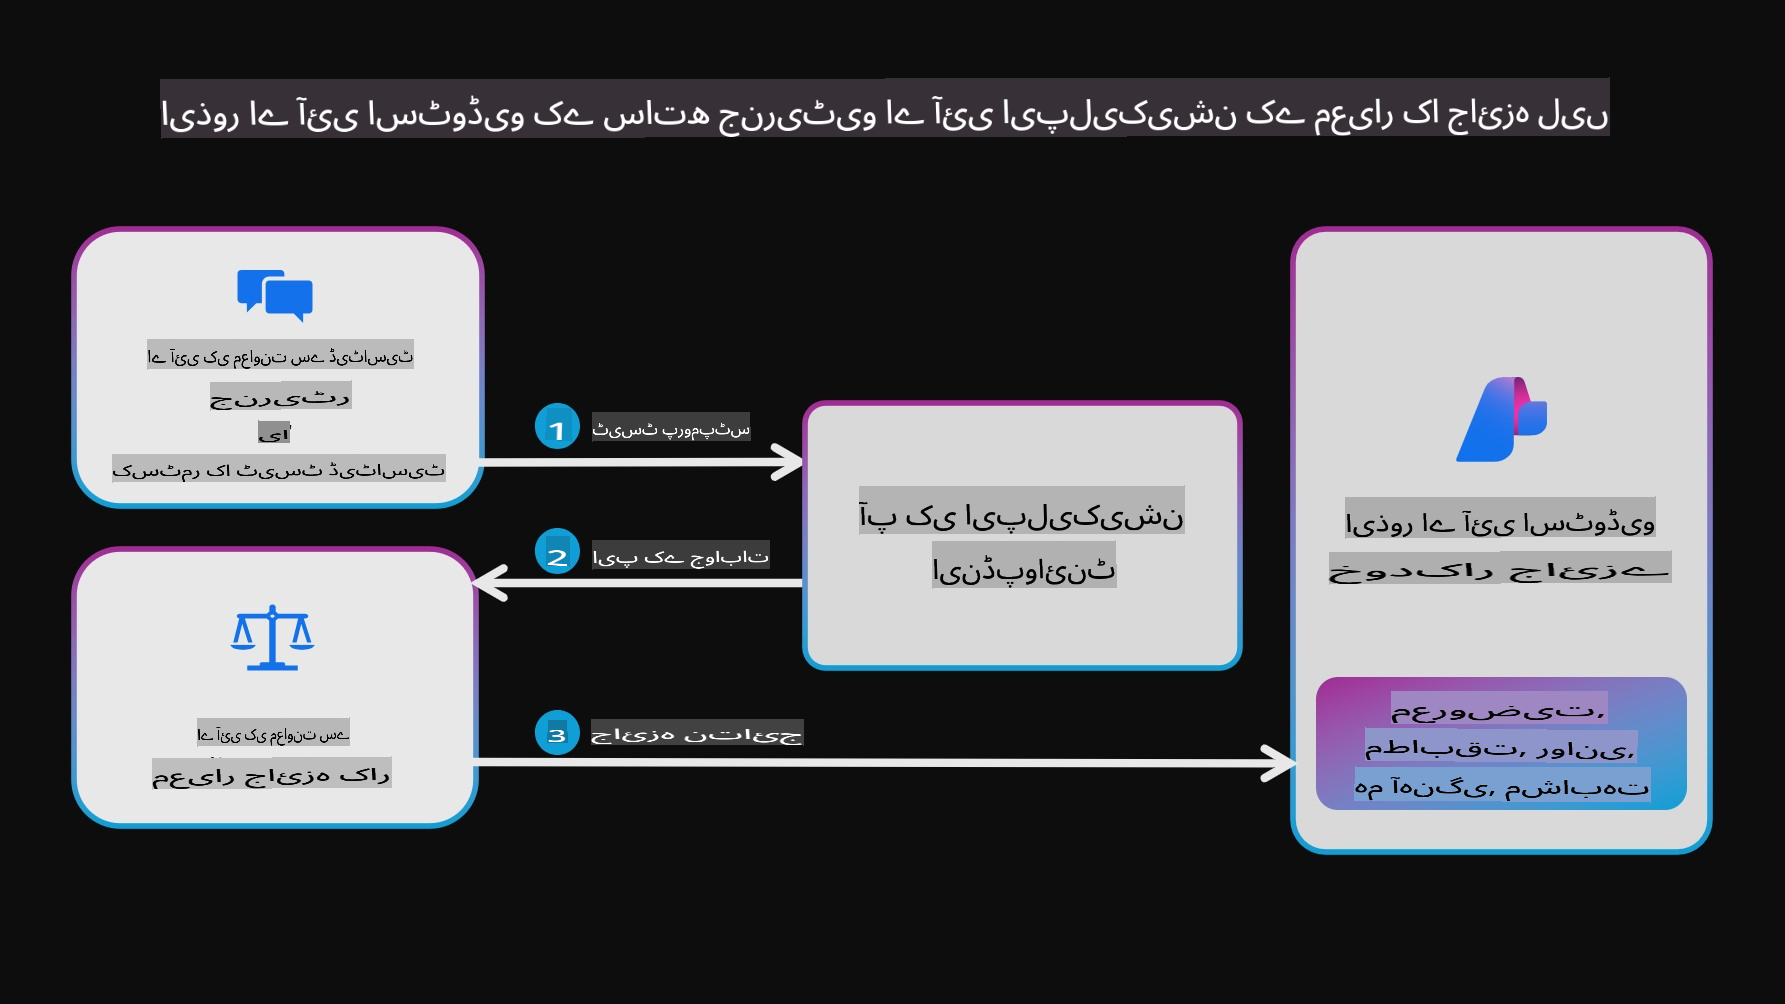 ایذور اے آئی اسٹوڈیو کے ساتھ جنریٹیو اے آئی ایپلیکیشن کے معیار کا جائزہ لیں
اے آئی کی معاونت سے ڈیٹاسیٹ
جنریٹر
یا
کسٹمر کا ٹیسٹ ڈیٹاسیٹ
1
ٹیسٹ پرومپٹس
2
ایپ کے جوابات
آپ کی ایپلیکیشن
اینڈپوائنٹ
اے آئی کی معاونت سے
معیار جائزہ کار
3
جائزہ نتائج
ایذور اے آئی اسٹوڈیو
خودکار جائزے
معروضیت,
مطابقت, روانی,
ہم آہنگی, مشابہت